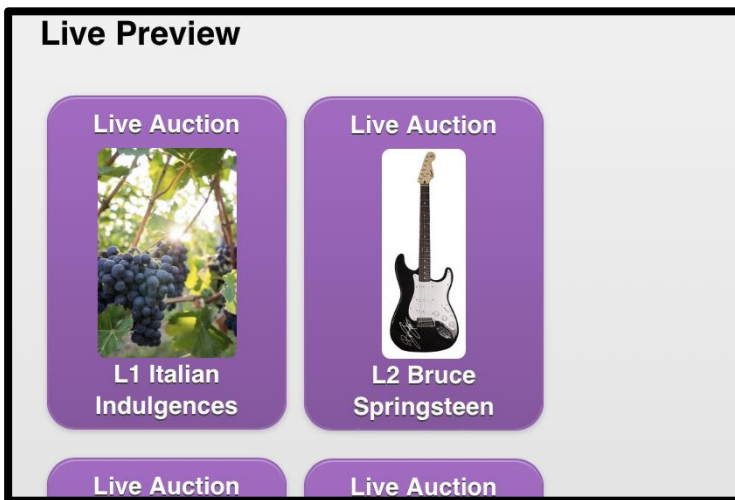 Live Preview
Live Auction
L1 Italian
Indulgences
Live Auction
L2 Bruce
Springsteen
Live Auction
Live Auction